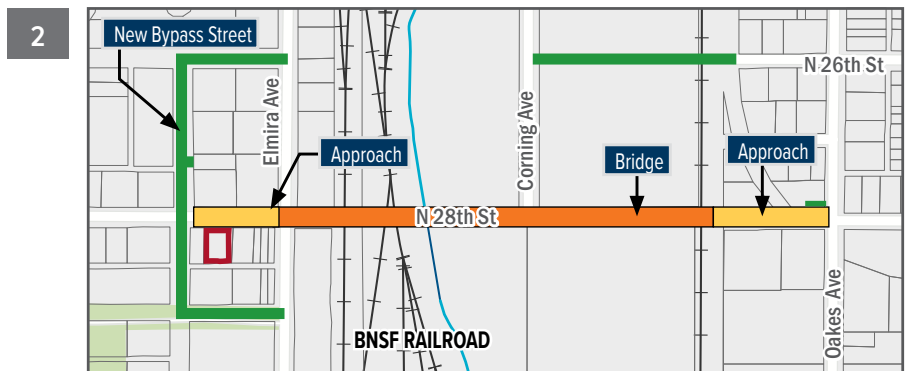 2
New Bypass Street
N 26th St
Elmira Ave
Approach
Corning Ave
Bridge
Approach
N 28th St
BNSF RAILROAD
Oakes Ave